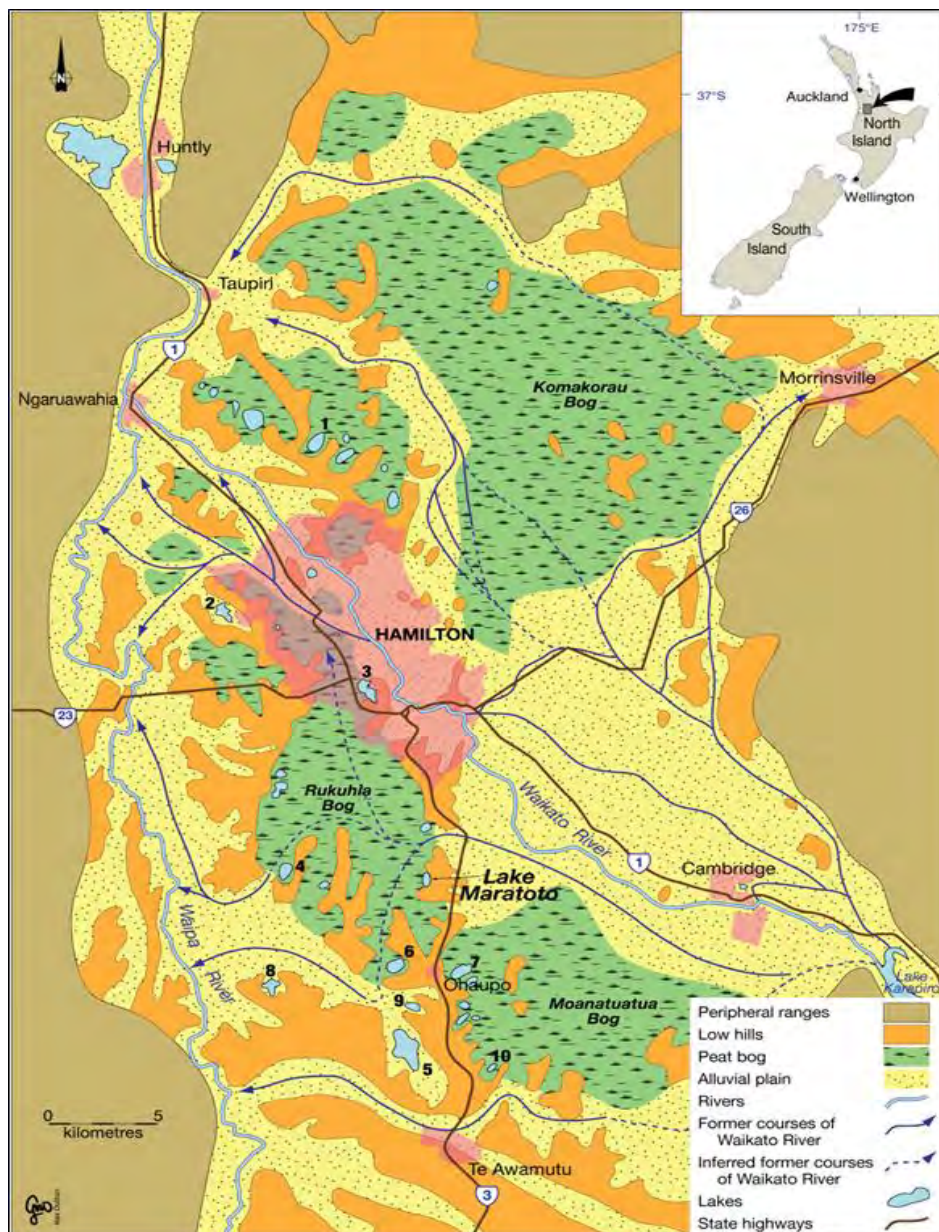 175°E
37°S
Auckland
North
Island
Wellington
South
Island
N
Huntly
Taupiri
1
Ngaruawahia
Komakorau
Bog
Morrinsville
1
26
2
HAMILTON
3
23
Rukuhia
Bog
Waikato River
1
Cambridge
4
Lake
Maratoto
Waipa
River
6
7
Ohaupo
8
9
Moanatuatua
Bog
Lake
Karapiro
5
10
0 5
kilometres
Te Awamutu
3
Peripheral ranges
Low hills
Peat bog
Alluvial plain
Rivers
Former courses of
Waikato River
Inferred former courses
of Waikato River
Lakes
State highways